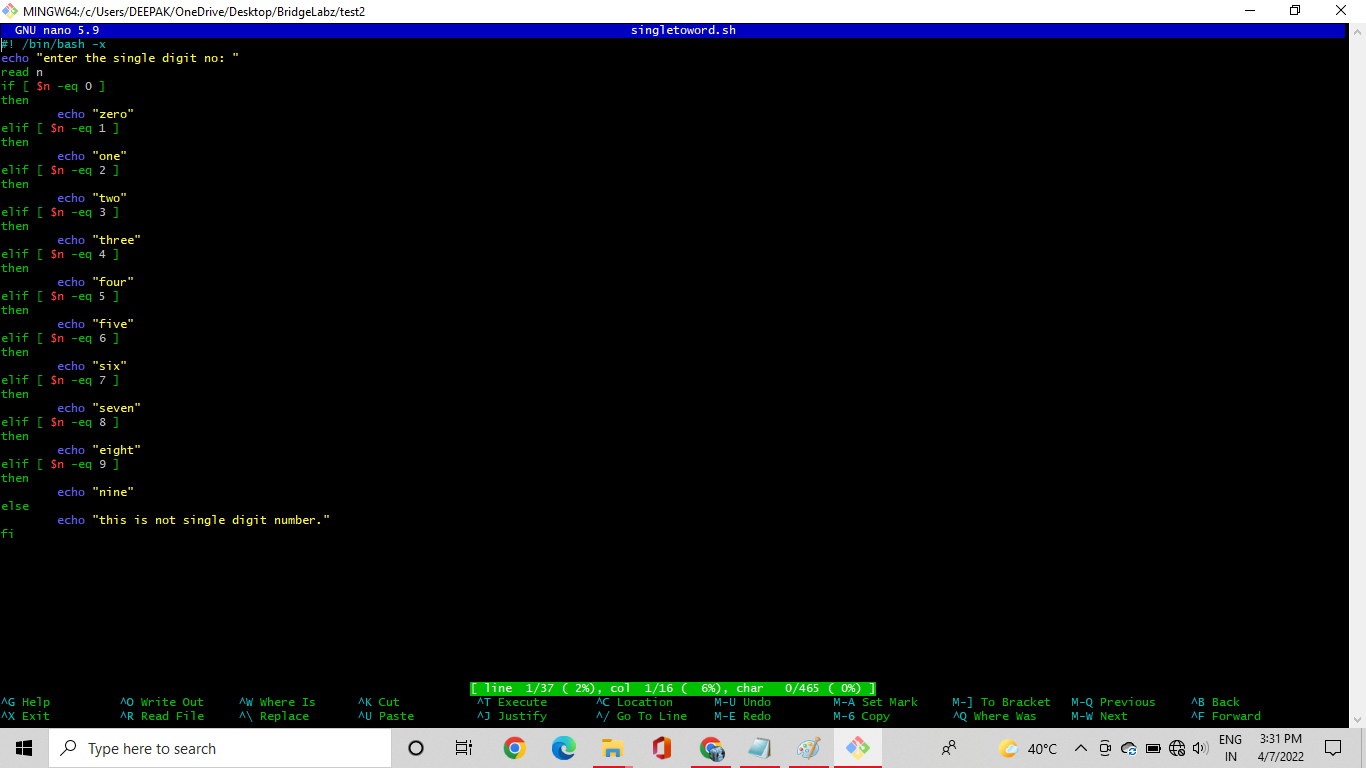 MINGW64:/c/Users/DEEPAK/OneDrive/Desktop/BridgeLabz/test2
GNU nano 5.9 singletoword.sh
#! /bin/bash -x
echo "enter the single digit no: "
read n
if [ $n -eq 0 ]
then
        echo "zero"
elif [ $n -eq 1 ]
then
        echo "one"
elif [ $n -eq 2 ]
then
        echo "two"
elif [ $n -eq 3 ]
then
        echo "three"
elif [ $n -eq 4 ]
then
        echo "four"
elif [ $n -eq 5 ]
then
        echo "five"
elif [ $n -eq 6 ]
then
        echo "six"
elif [ $n -eq 7 ]
then
        echo "seven"
elif [ $n -eq 8 ]
then
        echo "eight"
elif [ $n -eq 9 ]
then
        echo "nine"
else
        echo "this is not single digit number."
fi
[ line  1/37 ( 2%), col  1/16 (  6%), char   0/465 ( 0%) ]
^G Help ^O Write Out ^W Where Is ^K Cut ^T Execute ^C Location M-U Undo M-A Set Mark M-] To Bracket M-Q Previous ^B Back
^X Exit ^R Read File ^\ Replace ^U Paste ^J Justify ^/ Go To Line M-E Redo M-6 Copy ^Q Where Was M-W Next ^F Forward
Type here to search 40°C ENG IN 3:31 PM 4/7/2022